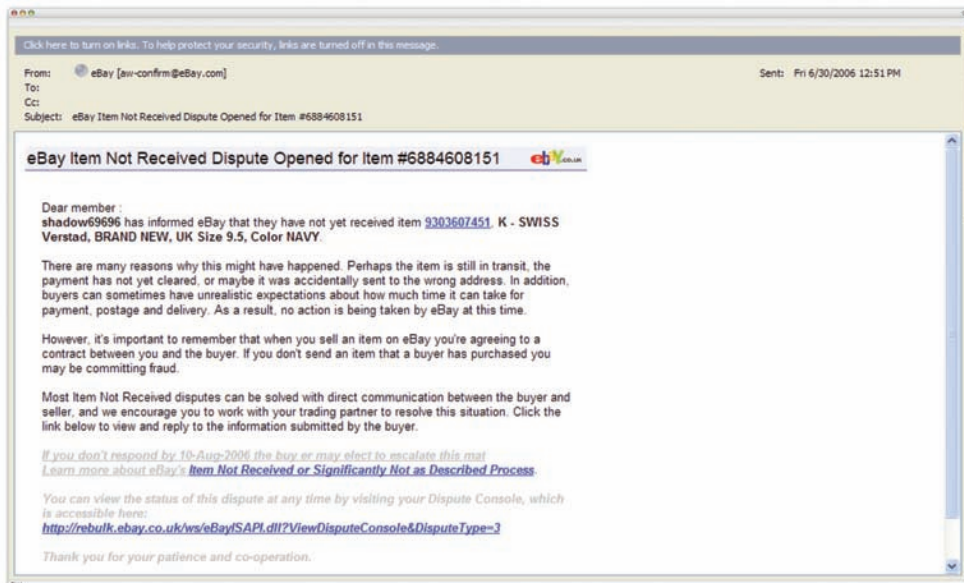 Click here to turn on links. To help protect your security, links are turned off in this message.
From: eBay [aw-confirm@eBay.com] Sent: Fri 6/30/2006 12:51 PM
To:
Cc:
Subject: eBay Item Not Received Dispute Opened for Item #6884608151
eBay Item Not Received Dispute Opened for Item #6884608151 ebY.co.uk
Dear member :
shadow69696 has informed eBay that they have not yet received item 9303607451, K - SWISS
Verstad, BRAND NEW, UK Size 9.5, Color NAVY.
There are many reasons why this might have happened. Perhaps the item is still in transit, the
payment has not yet cleared, or maybe it was accidentally sent to the wrong address. In addition,
buyers can sometimes have unrealistic expectations about how much time it can take for
payment, postage and delivery. As a result, no action is being taken by eBay at this time.
However, it's important to remember that when you sell an item on eBay you're agreeing to a
contract between you and the buyer. If you don't send an item that a buyer has purchased you
may be committing fraud.
Most Item Not Received disputes can be solved with direct communication between the buyer and
seller, and we encourage you to work with your trading partner to resolve this situation. Click the
link below to view and reply to the information submitted by the buyer.
If you don't respond by 10-Aug-2006 the buy er may elect to escalate this mat
Learn more about eBay's Item Not Received or Significantly Not as Described Process.
You can view the status of this dispute at any time by visiting your Dispute Console, which
is accessible here:
http://rebulk.ebay.co.uk/ws/eBayISAPI.dll?ViewDisputeConsole&DisputeType=3
Thank you for your patience and co-operation.